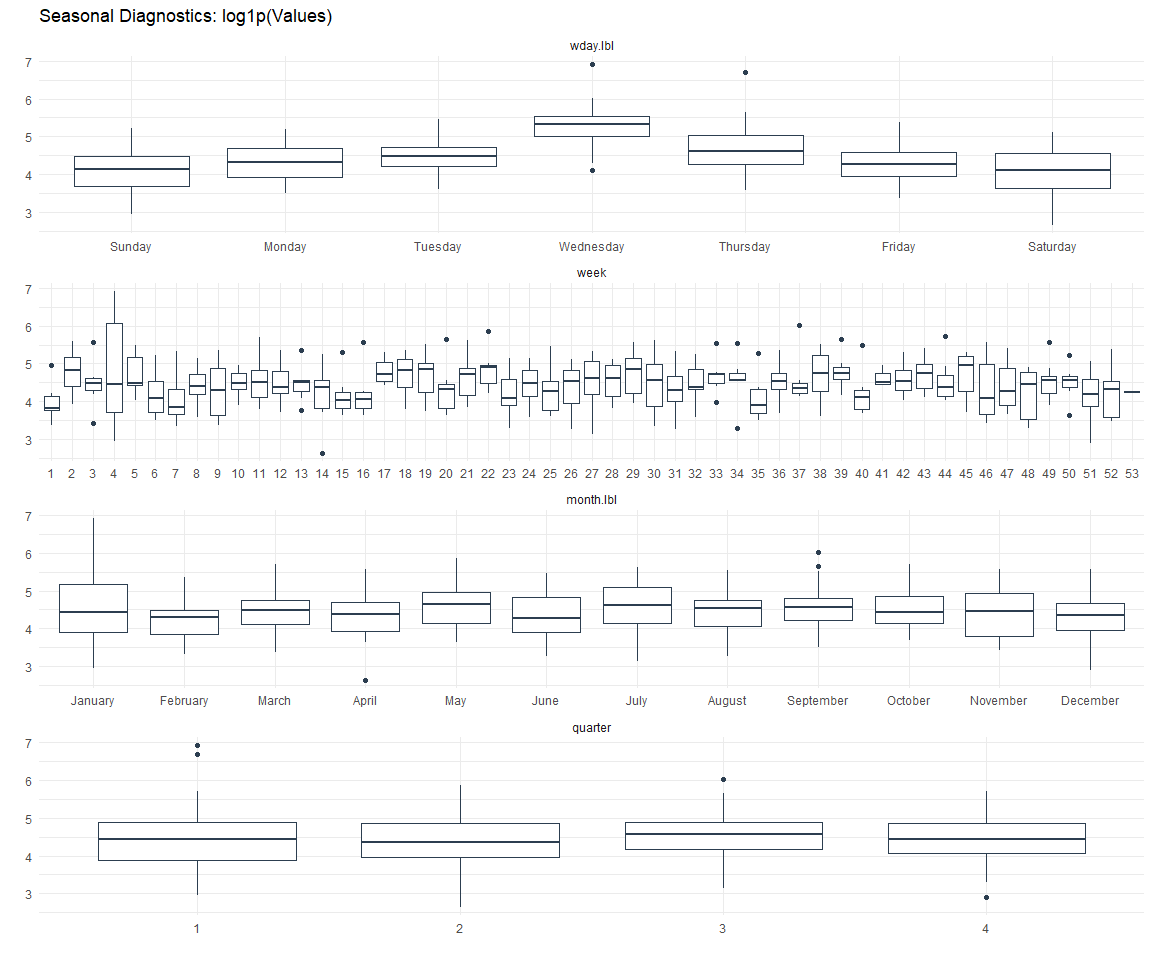 Seasonal Diagnostics: log1p(Values)
wday.lbl
7
6
5
4
3
Sunday Monday Tuesday Wednesday Thursday Friday Saturday
week
7
6
5
4
3
1 2 3 4 5 6 7 8 9 10 11 12 13 14 15 16 17 18 19 20 21 22 23 24 25 26 27 28 29 30 31 32 33 34 35 36 37 38 39 40 41 42 43 44 45 46 47 48 49 50 51 52 53
month.lbl
7
6
5
4
3
January February March April May June July August September October November December
quarter
7
6
5
4
3
1 2 3 4